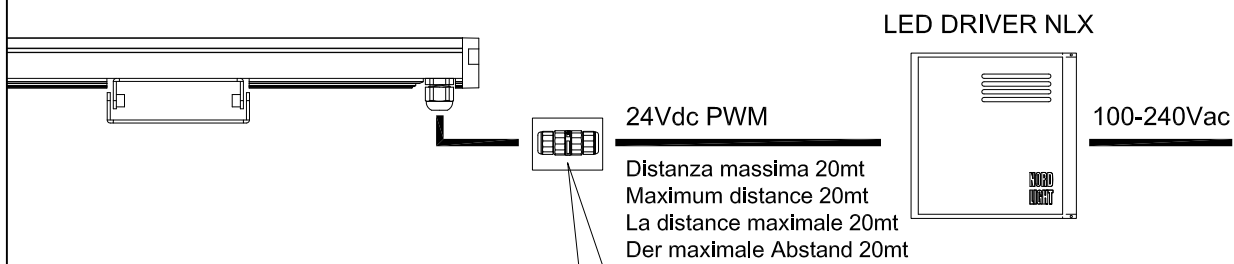 LED DRIVER NLX
24Vdc PWM
100-240Vac
Distanza massima 20mt
Maximum distance 20mt
La distance maximale 20mt
Der maximale Abstand 20mt
NORD
LIGHT